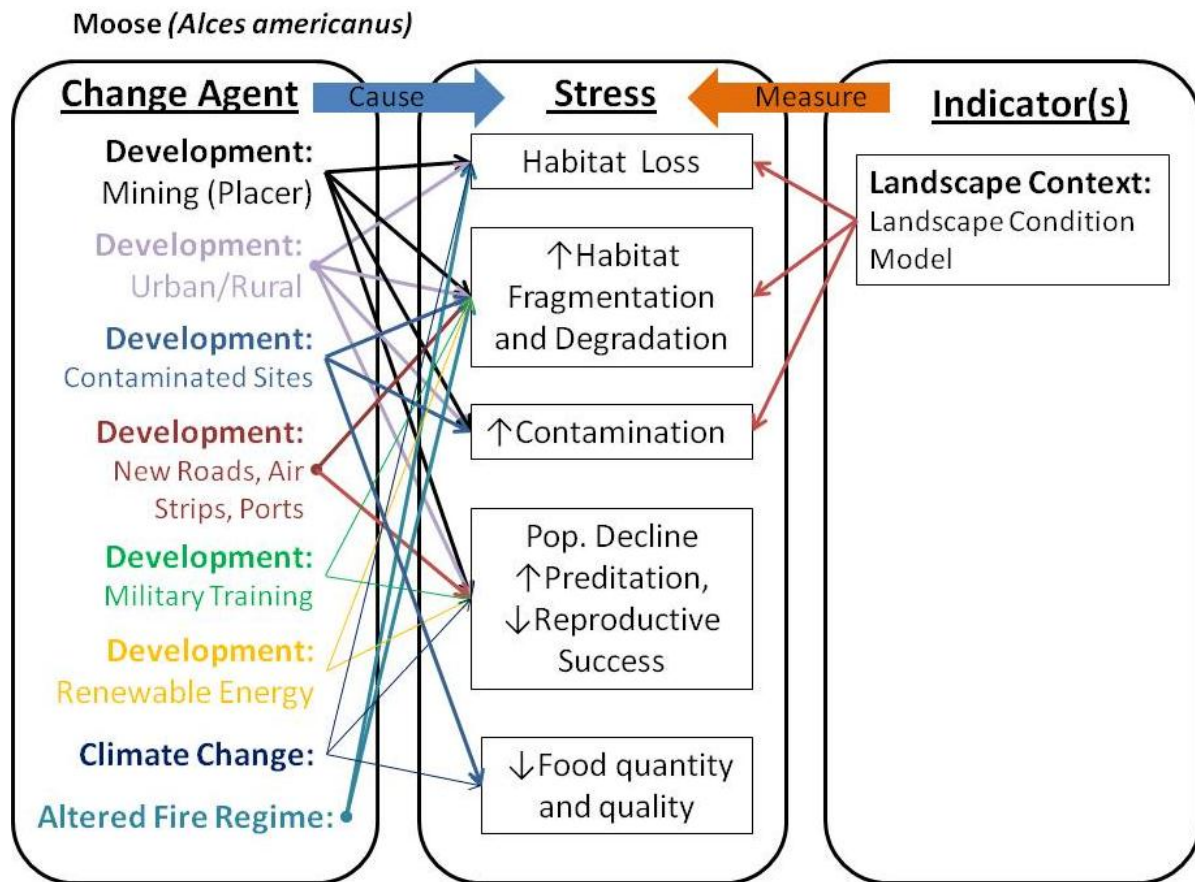 Moose (Alces americanus)
Change Agent
Cause
Stress
Measure
Indicator(s)
Development:
Mining (Placer)
Development:
Urban/Rural
Development:
Contaminated Sites
Development:
New Roads, Air
Strips, Ports
Development:
Military Training
Development:
Renewable Energy
Climate Change:
Altered Fire Regime:
Habitat Loss
↑Habitat
Fragmentation
and Degradation
↑Contamination
Pop. Decline
↑Preditation,
↓Reproductive
Success
↓Food quantity
and quality
Landscape Context:
Landscape Condition
Model